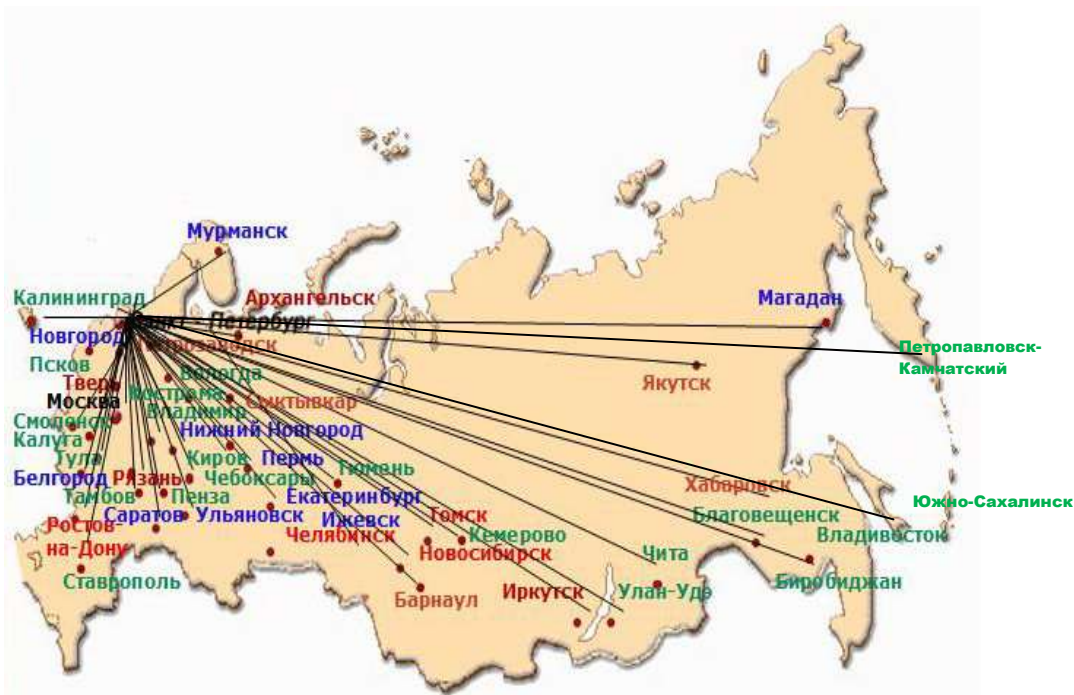 Мурманск
Калининград
Архангельск
Магадан
Санкт - Петербург
Новгород
Петрозаводск
Петропавловск-
Камчатский
Псков
Вологда
Тверь
Якутск
Москва
Кострома
Сыктывкар
Смоленск
Владимир
Калуга
Нижний Новгород
Тула
Киров
Пермь
Тюмень
Белгород
Рязань
Чебоксары
Хабаровск
Тамбов
Пенза
Екатеринбург
Южно-Сахалинск
Саратов
Ульяновск
Ижевск
Томск
Благовещенск
Ростов-
на-Дону
Челябинск
Кемерово
Владивосток
Новосибирск
Чита
Ставрополь
Барнаул
Иркутск
Улан-Удэ
Биробиджан